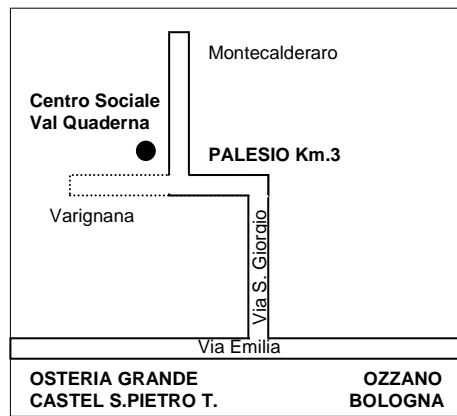 Montecalderaro
Centro Sociale
Val Quaderna
PALESIO Km.3
Varignana
Via S. Giorgio
Via Emilia
OSTERIA GRANDE OZZANO
CASTEL S.PIETRO T. BOLOGNA